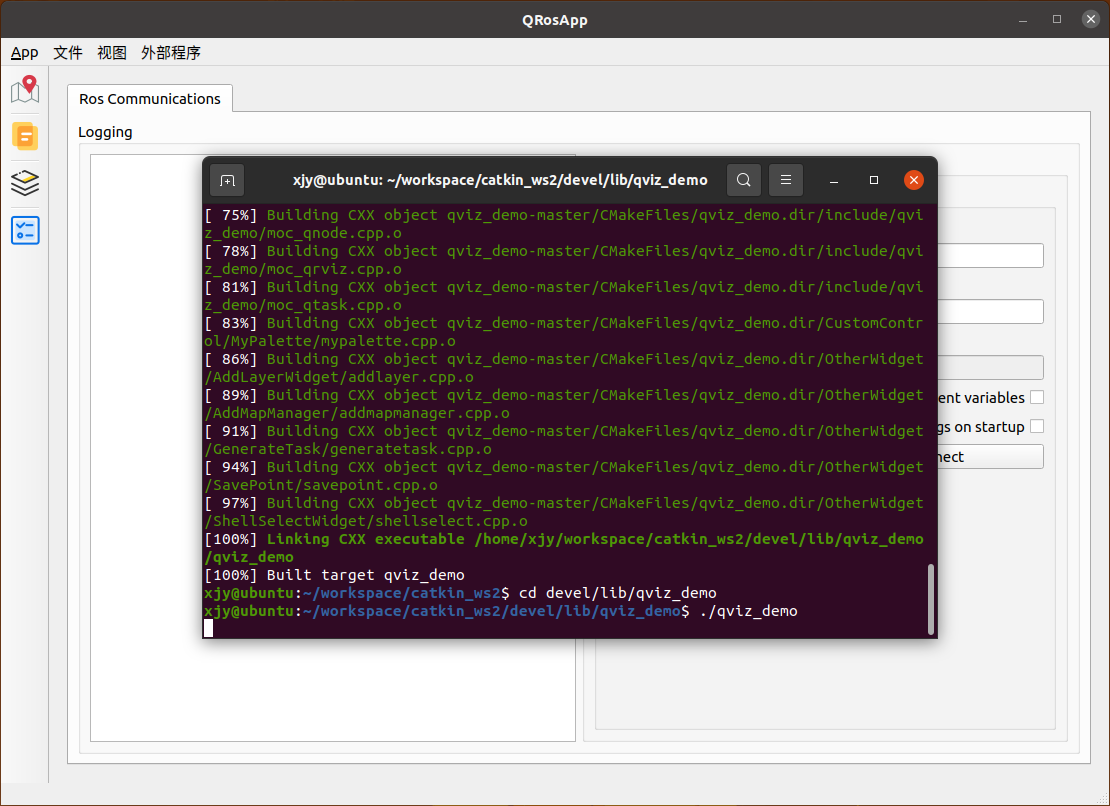 QRosApp
App 文件 视图 外部程序
Ros Communications
Logging
xjy@ubuntu: ~/workspace/catkin_ws2/devel/lib/qviz_demo
[ 75%] Building CXX object qviz_demo-master/CMakeFiles/qviz_demo.dir/include/qvi
z_demo/moc_qnode.cpp.o
[ 78%] Building CXX object qviz_demo-master/CMakeFiles/qviz_demo.dir/include/qvi
z_demo/moc_qrviz.cpp.o
[ 81%] Building CXX object qviz_demo-master/CMakeFiles/qviz_demo.dir/include/qvi
z_demo/moc_qtask.cpp.o
[ 83%] Building CXX object qviz_demo-master/CMakeFiles/qviz_demo.dir/CustomContr
ol/MyPalette/mypalette.cpp.o
[ 86%] Building CXX object qviz_demo-master/CMakeFiles/qviz_demo.dir/OtherWidget
/AddLayerWidget/addlayer.cpp.o
[ 89%] Building CXX object qviz_demo-master/CMakeFiles/qviz_demo.dir/OtherWidget
/AddMapManager/addmapmanager.cpp.o
[ 91%] Building CXX object qviz_demo-master/CMakeFiles/qviz_demo.dir/OtherWidget
/GenerateTask/generatetask.cpp.o
[ 94%] Building CXX object qviz_demo-master/CMakeFiles/qviz_demo.dir/OtherWidget
/SavePoint/savepoint.cpp.o
[ 97%] Building CXX object qviz_demo-master/CMakeFiles/qviz_demo.dir/OtherWidget
/ShellSelectWidget/shellselect.cpp.o
[100%] Linking CXX executable /home/xjy/workspace/catkin_ws2/devel/lib/qviz_demo
/qviz_demo
[100%] Built target qviz_demo
xjy@ubuntu:~/workspace/catkin_ws2$ cd devel/lib/qviz_demo
xjy@ubuntu:~/workspace/catkin_ws2/devel/lib/qviz_demo$ ./qviz_demo
ent variables
gs on startup
nect